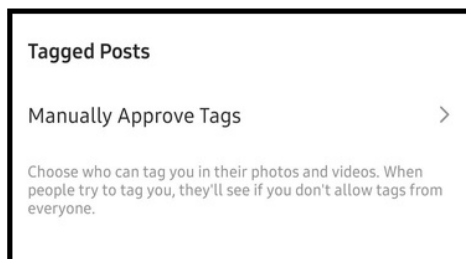 Tagged Posts
Manually Approve Tags
Choose who can tag you in their photos and videos. When
people try to tag you, they'll see if you don't allow tags from
everyone.